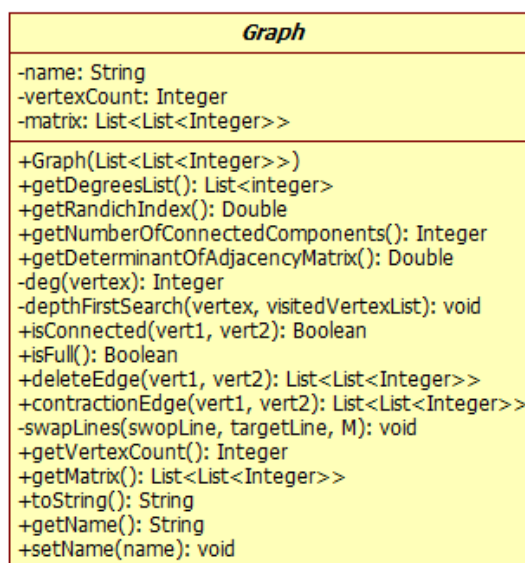 Graph
-name: String
-vertexCount: Integer
-matrix: List<List<Integer>>
+Graph(List<List<Integer>>)
+getDegreesList(): List<integer>
+getRandichIndex(): Double
+getNumberOfConnectedComponents(): Integer
+getDeterminantOfAdjacencyMatrix(): Double
-deg(vertex): Integer
-depthFirstSearch(vertex, visitedVertexList): void
+isConnected(vert1, vert2): Boolean
+isFull(): Boolean
+deleteEdge(vert1, vert2): List<List<Integer>>
+contractionEdge(vert1, vert2): List<List<Integer>>
-swapLines(swopLine, targetLine, M): void
+getVertexCount(): Integer
+getMatrix(): List<List<Integer>>
+toString(): String
+getName(): String
+setName(name): void